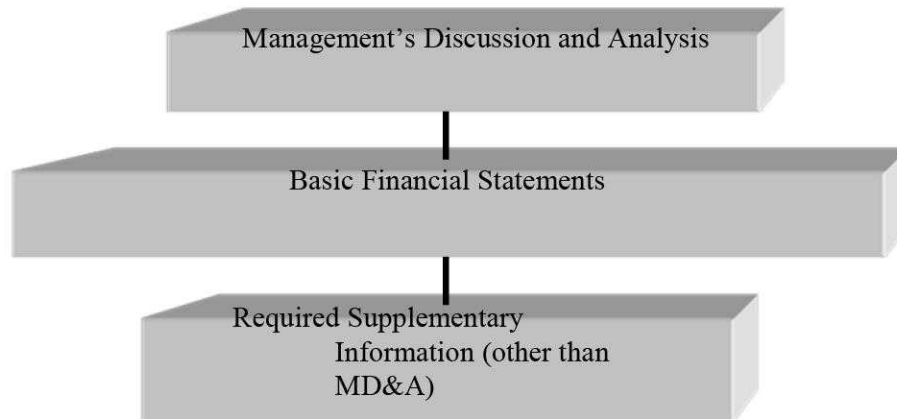 Management’s Discussion and Analysis
Basic Financial Statements
Required Supplementary
Information (other than
MD&A)